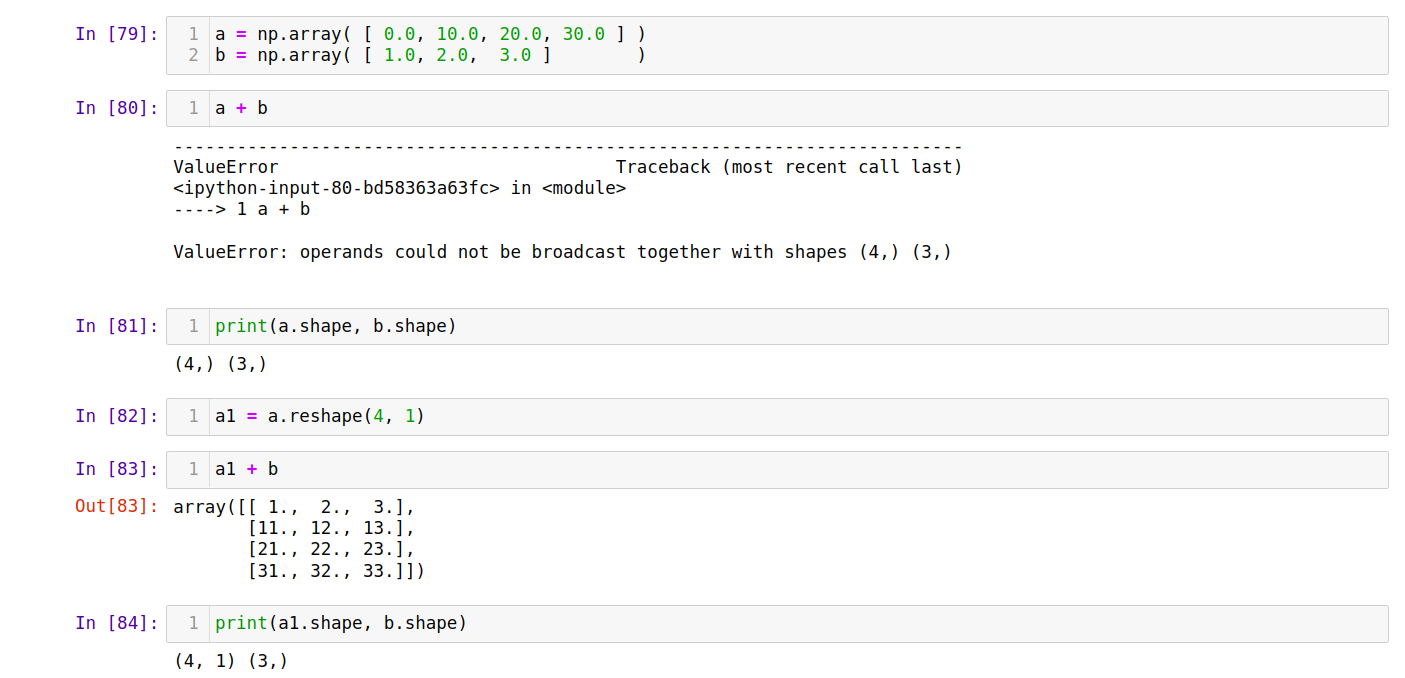 In [79]: 1 a = np.array( [ 0.0, 10.0, 20.0, 30.0 ] )
2 b = np.array( [ 1.0, 2.0,  3.0 ]        )
In [80]: 1 a + b
---------------------------------------------------------------------------
ValueError                                Traceback (most recent call last)
<ipython-input-80-bd58363a63fc> in <module>
----> 1 a + b
ValueError: operands could not be broadcast together with shapes (4,) (3,)
In [81]: 1 print(a.shape, b.shape)
(4,) (3,)
In [82]: 1 a1 = a.reshape(4, 1)
In [83]: 1 a1 + b
Out[83]: array([[ 1.,  2.,  3.],
       [11., 12., 13.],
       [21., 22., 23.],
       [31., 32., 33.]])
In [84]: 1 print(a1.shape, b.shape)
(4, 1) (3,)